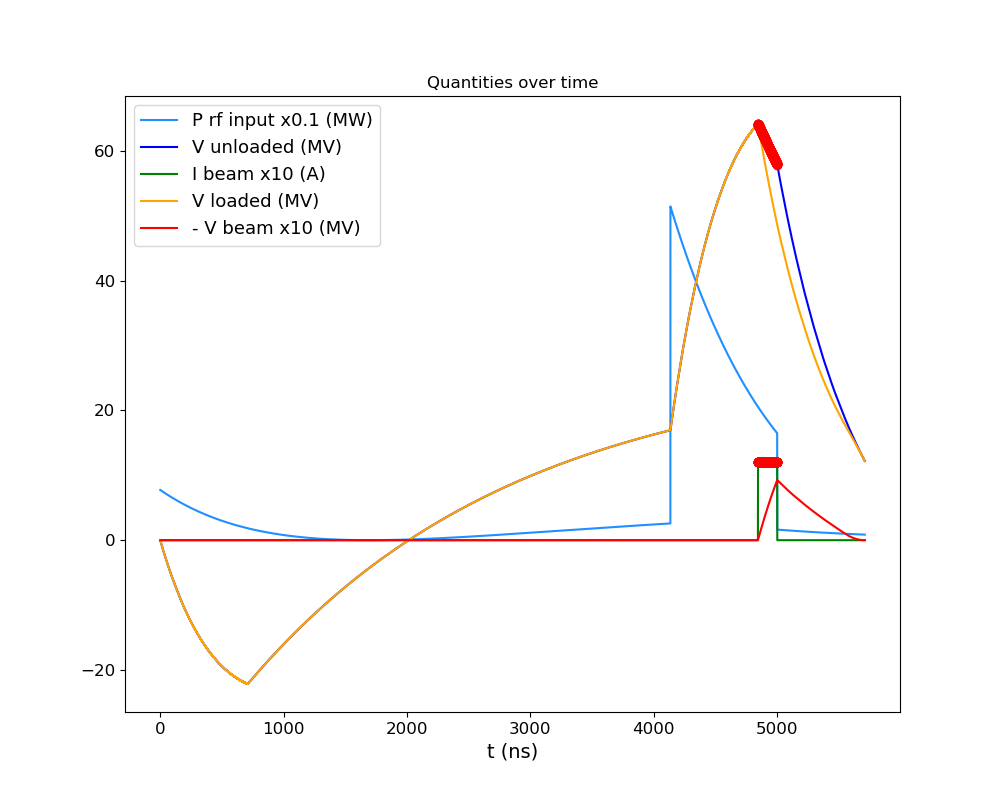 Quantities over time
P rf input x0.1 (MW)
V unloaded (MV)
I beam x10 (A)
V loaded (MV)
- V beam x10 (MV)
60
40
20
0
−20
0 1000 2000 3000 4000 5000
t (ns)